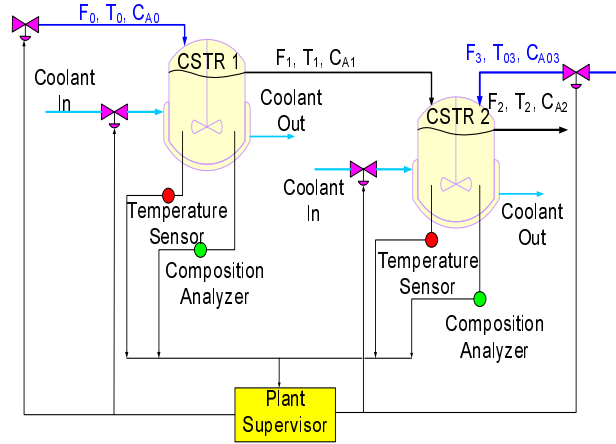 F0, T0, CA0
CSTR 1
F1, T1, CA1
F3, T03, CA03
Coolant
In
Coolant
Out
CSTR 2
F2, T2, CA2
Coolant
In
Coolant
Out
Temperature
Sensor
Composition
Analyzer
Temperature
Sensor
Composition
Analyzer
Plant
Supervisor